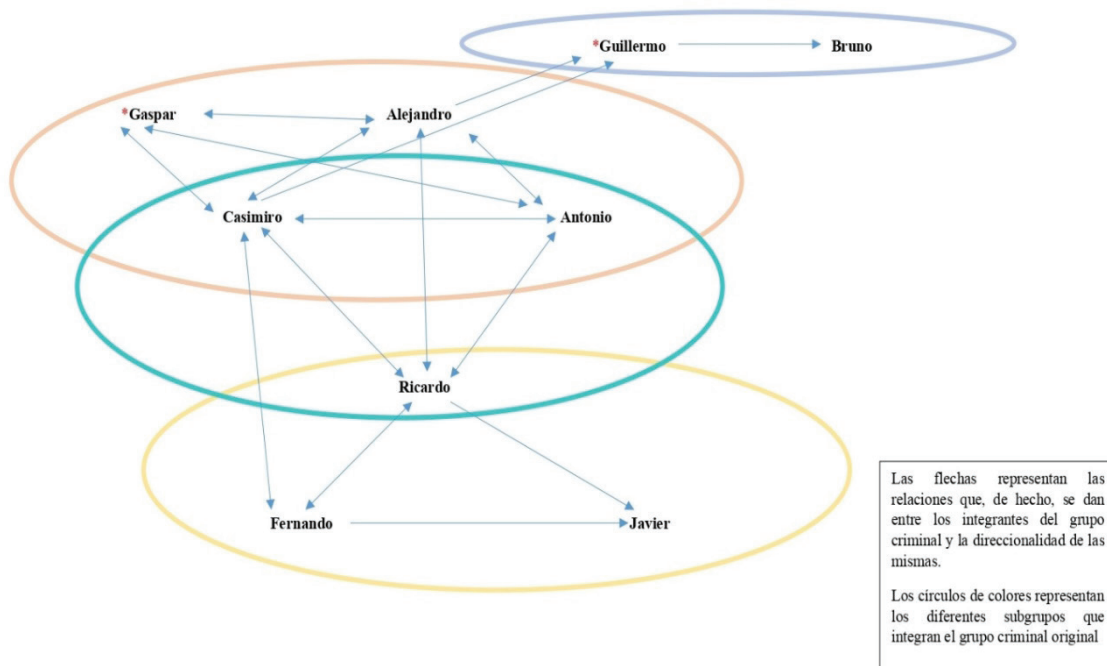 *Guillermo
Bruno
*Gaspar
Alejandro
Casimiro
Antonio
Ricardo
Fernando
Javier
Las flechas representan las
relaciones que, de hecho, se dan
entre los integrantes del grupo
criminal y la direccionalidad de las
mismas.
Los círculos de colores representan
los diferentes subgrupos que
integran el grupo criminal original